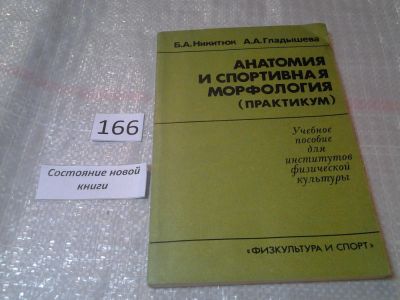 Б.А.Никитюк А.А.Гладышева
АНАТОМИЯ
И СПОРТИВНАЯ
МОРФОЛОГИЯ
(ПРАКТИКУМ)
Учебное
пособие
для
институтов
физической
культуры
«ФИЗКУЛЬТУРА И СПОРТ»
166
Состояние новой
книги